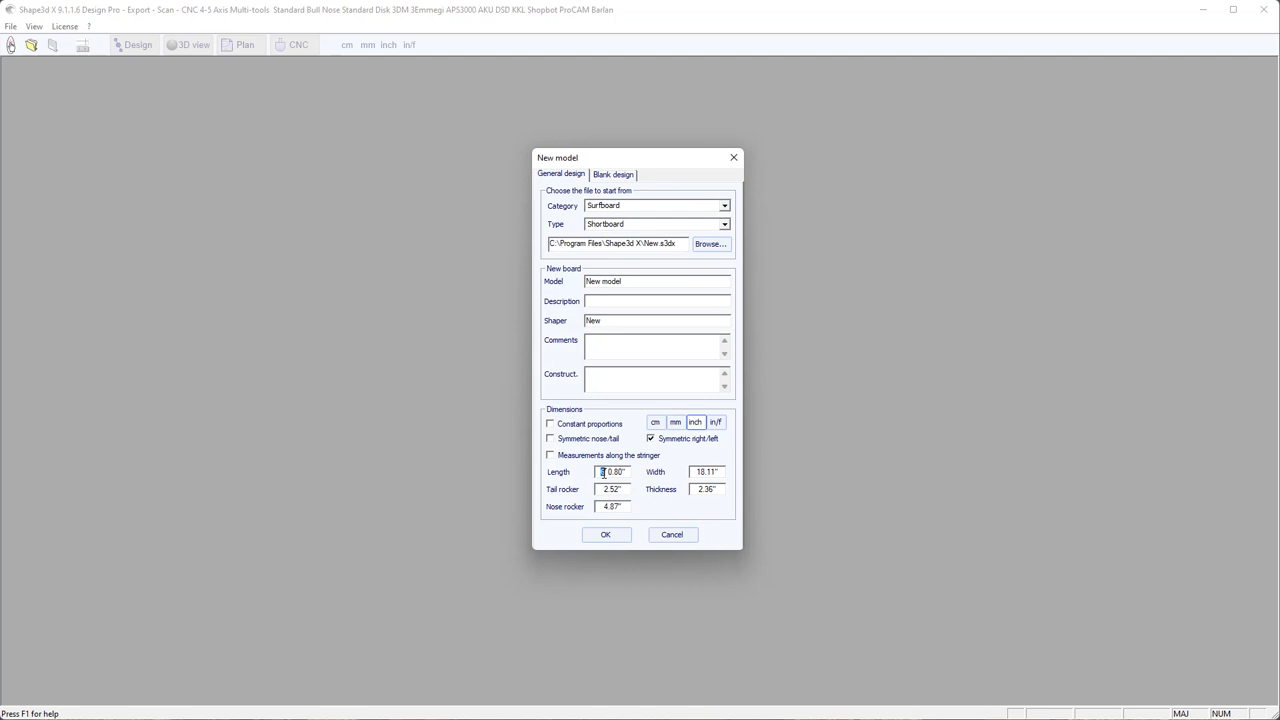 Shape3d X 9.1.1.6 Design Pro - Export - Scan - CNC 4-5 Axis Multi-tools Standard Bull Nose Standard Disk 3DM 3Emmegi APS3000 AKU DSD KKL Shopbot ProCAM Barlan
File View License ?
Design 3D view Plan CNC cm mm inch in/f
New model
General design Blank design
Choose the file to start from
Category Surfboard
Type Shortboard
C:\Program Files\Shape3d X\New.s3dx Browse...
New board
Model New model
Description
Shaper New
Comments
Construct.
Dimensions
Constant proportions cm mm inch in/f
Symmetric nose/tail Symmetric right/left
Measurements along the stringer
Length 0.80" Width 18.11"
Tail rocker 2.52" Thickness 2.36"
Nose rocker 4.87"
OK Cancel
Press F1 for help MAJ NUM